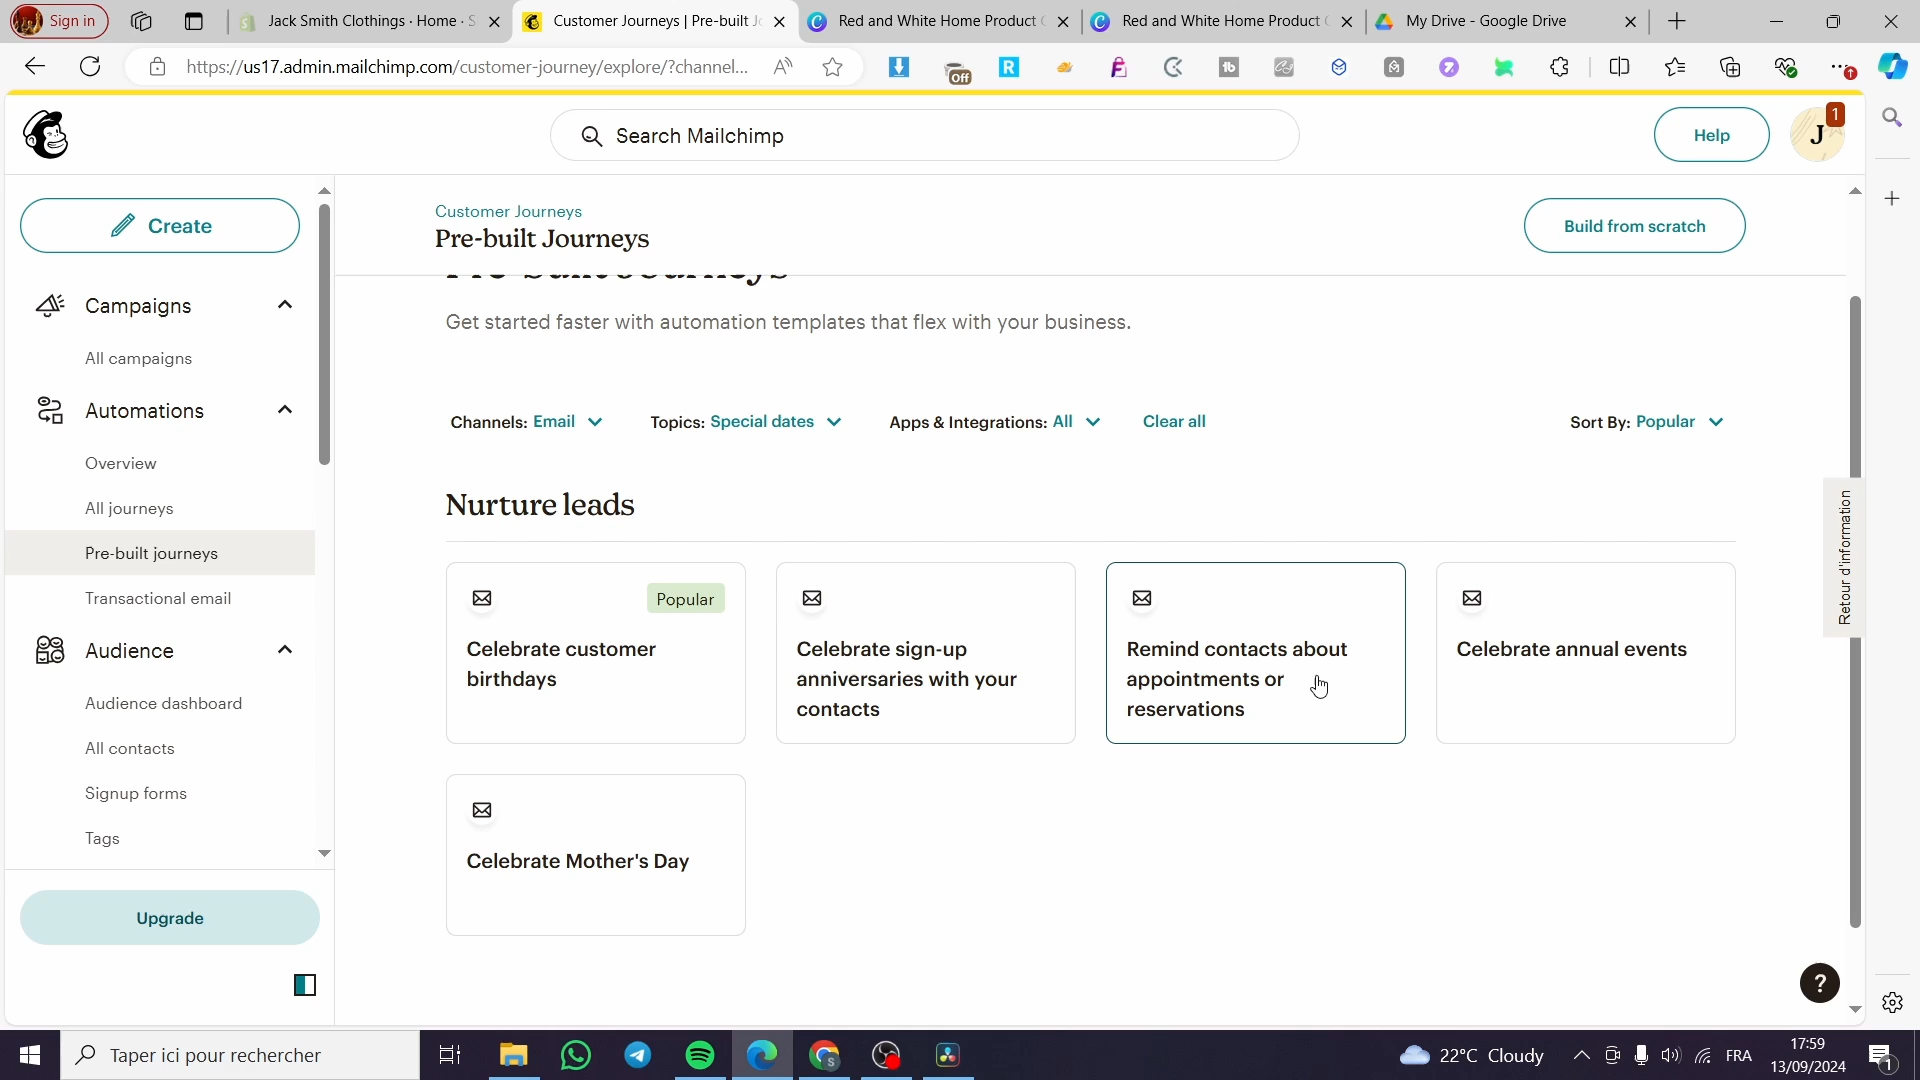 Sign in
Jack Smith Clothings · Home · S
Customer Journeys | Pre-built Jo
Red and White Home Product C
Red and White Home Product C
My Drive - Google Drive
https://us17.admin.mailchimp.com/customer-journey/explore/?channel...
Off
Search Mailchimp
Help
J
1
Create
Customer Journeys
Pre-built Journeys
Build from scratch
Pre-built Journeys
Get started faster with automation templates that flex with your business.
Campaigns
All campaigns
Automations
Overview
All journeys
Pre-built journeys
Transactional email
Audience
Audience dashboard
All contacts
Signup forms
Tags
Upgrade
Channels: Email
Topics: Special dates
Apps & Integrations: All
Clear all
Sort By: Popular
Nurture leads
Popular
Celebrate customer
birthdays
Celebrate sign-up
anniversaries with your
contacts
Remind contacts about
appointments or
reservations
Celebrate annual events
Celebrate Mother's Day
Retour d'information
?
Taper ici pour rechercher
22°C Cloudy
FRA
17:59
13/09/2024
1